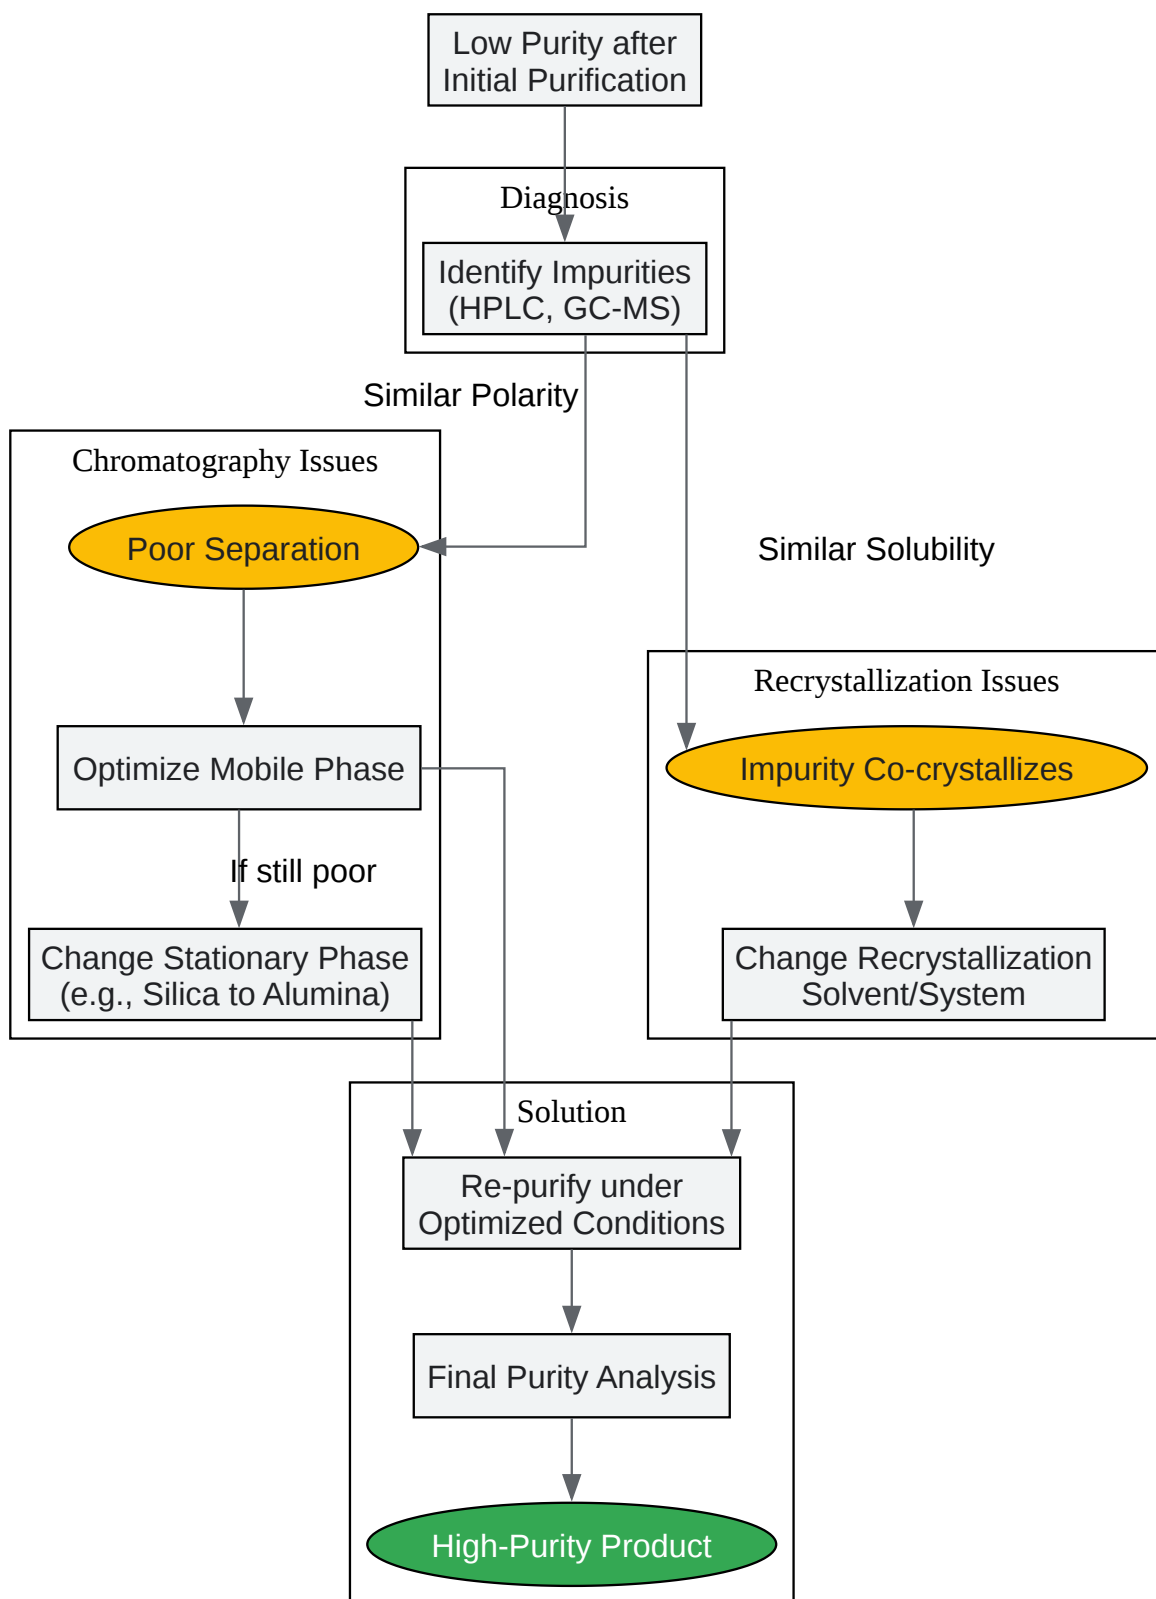 Low Purity after
Initial Purification
Diagnosis
Identify Impurities
(HPLC, GC-MS)
Similar Polarity
Chromatography Issues
Poor Separation
Similar Solubility
Recrystallization Issues
Optimize Mobile Phase
Impurity Co-crystallizes
If still poor
Change Stationary Phase
(e.g., Silica to Alumina)
Change Recrystallization
Solvent/System
Solution
Re-purify under
Optimized Conditions
Final Purity Analysis
High-Purity Product